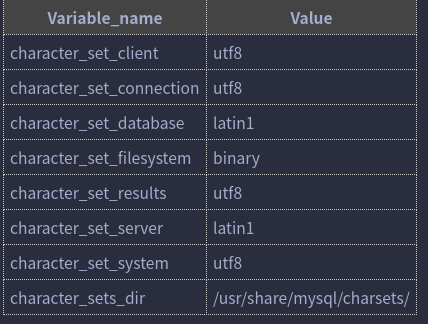 Variable_name Value
character_set_client utf8
character_set_connection utf8
character_set_database latin1
character_set_filesystem binary
character_set_results utf8
character_set_server latin1
character_set_system utf8
character_sets_dir /usr/share/mysql/charsets/